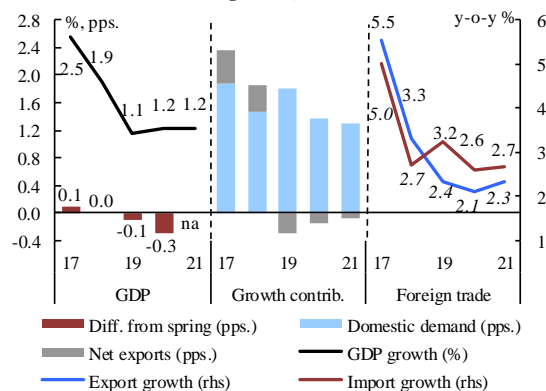 2.8 %, pps. y-o-y % 6
2.4 2.5 1.9 5.5 5
2.0 5.0 3.3
1.6 4
1.2 1.1 1.2 1.2 3.2 2.6 2.7 3
0.8 2.7
0.4 0.1 0.0 2.4 2.1 2.3 2
0.0
-0.4 -0.1 -0.3 na 1
17 19 21 17 19 21 17 19 21
GDP Growth contrib. Foreign trade
Diff. from spring (pps.) Domestic demand (pps.)
Net exports (pps.) GDP growth (%)
Export growth (rhs) Import growth (rhs)